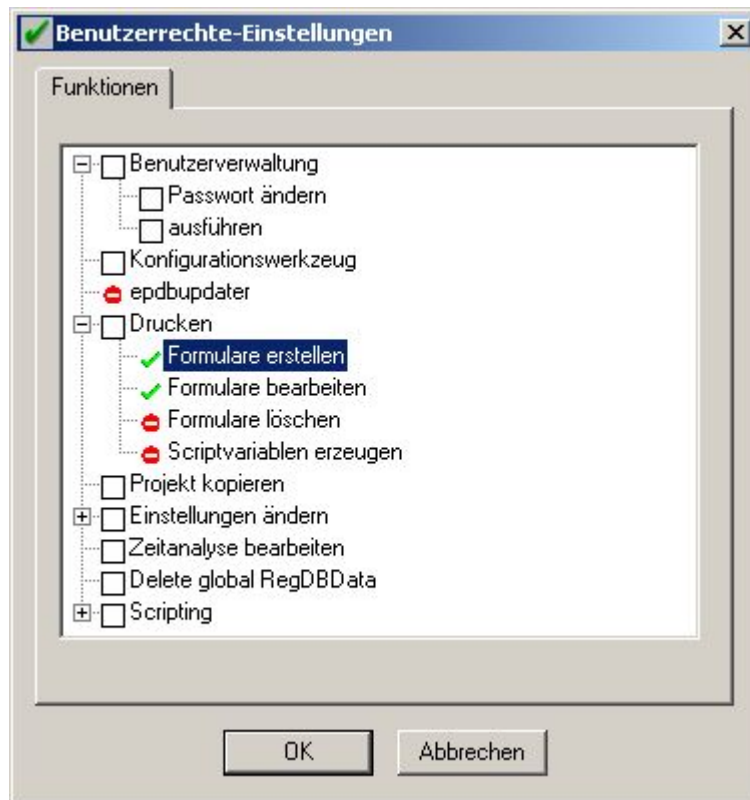 Benutzerrechte-Einstellungen
Funktionen
Benutzerverwaltung
Passwort ändern
ausführen
Konfigurationswerkzeug
epdbupdater
Drucken
Formulare erstellen
Formulare bearbeiten
Formulare löschen
Scriptvariablen erzeugen
Projekt kopieren
Einstellungen ändern
Zeitanalyse bearbeiten
Delete global RegDBData
Scripting
OK Abbrechen